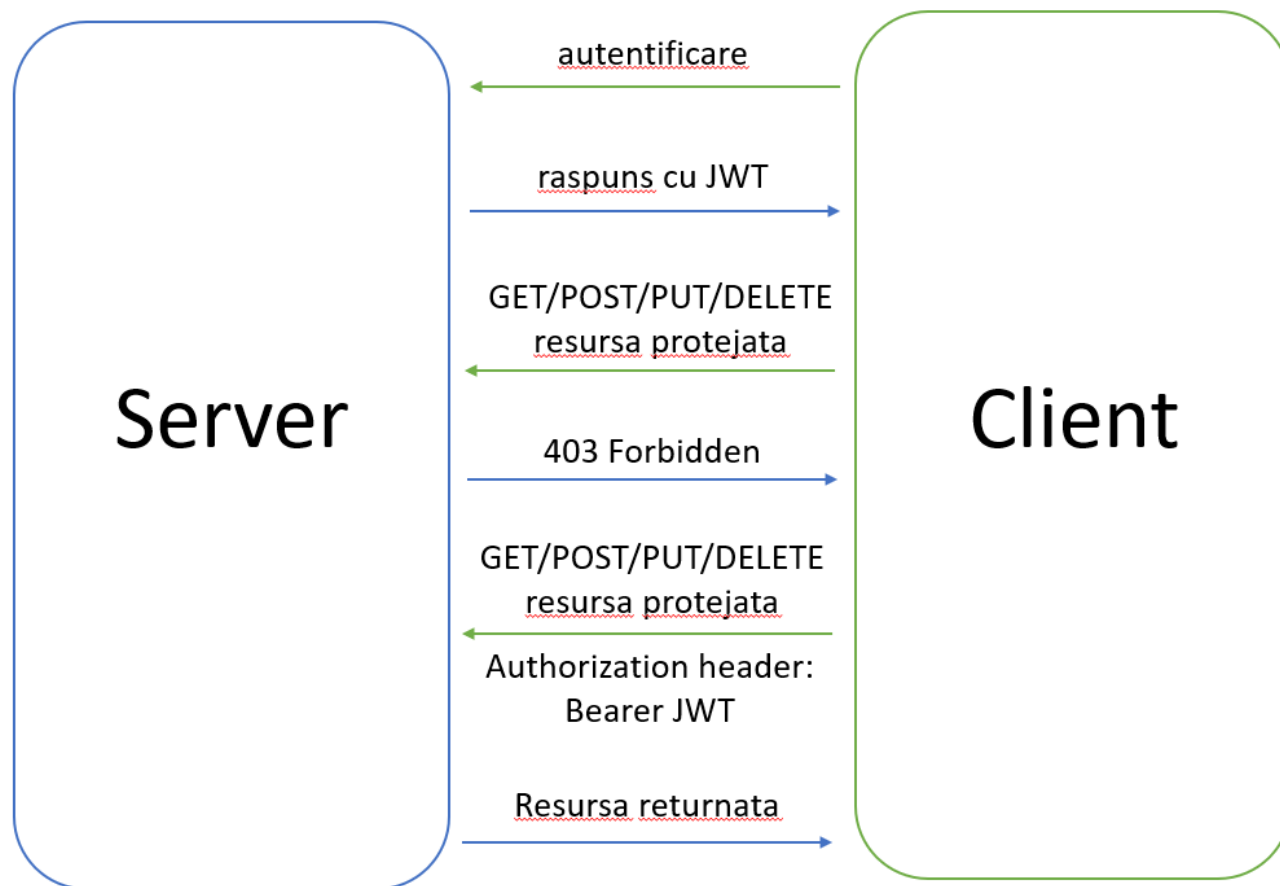 autentificare
raspuns cu JWT
GET/POST/PUT/DELETE
resursa protejata
Server
Client
403 Forbidden
GET/POST/PUT/DELETE
resursa protejata
Authorization header:
Bearer JWT
Resursa returnata